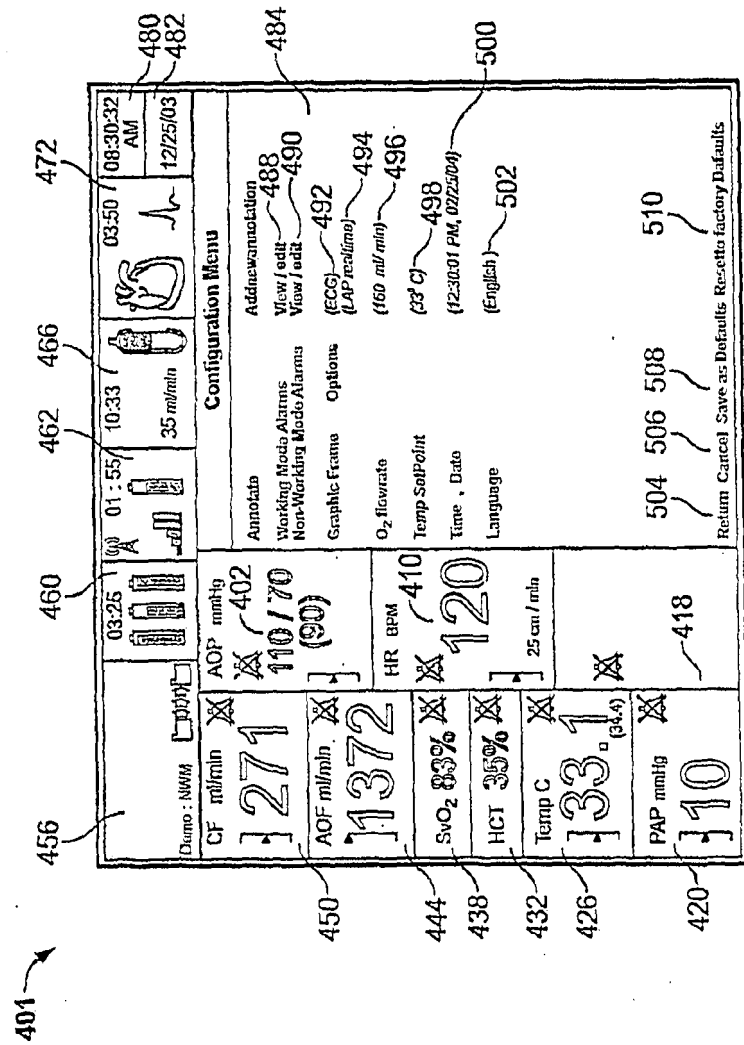 401
456
460
462
466
472
480
482
Demo : NWM
03:26
01 : 55
10:33
35 ml/min
03:50
08:30:32
AM
12/25/03
CF ml/min
271
450
AOF ml/min
1372
444
SvO2 83%
438
HCT 35%
432
Temp C
33.1
(34.4)
426
PAP mmHg
10
420
AOP mmHg
402
110 / 70
(90)
HR BPM
410
120
25 cm / min
418
Configuration Menu
484
Annotate Addnewannotation
Working Mode Alarms View / edit 488
Non-Working Mode Alarms View / edit 490
Graphic Frame Options (ECG) 492
(LAP realtime) 494
O2 flowrate (160 ml/ min) 496
Temp SetPoint (33° C) 498
Time , Date (12:30:01 PM, 02/25/04) 500
Language (English) 502
504 506 508 510
Return Cancel Save as Defaults Resetto factory Dafaults